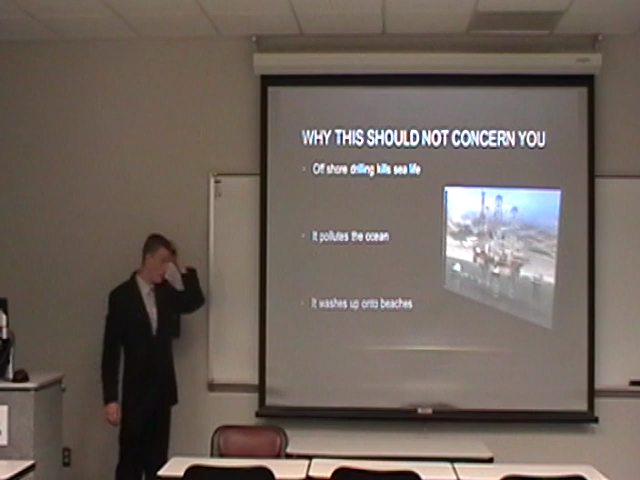 WHY THIS SHOULD NOT CONCERN YOU
Off shore drilling kills sea life
It pollutes the ocean
It washes up onto beaches